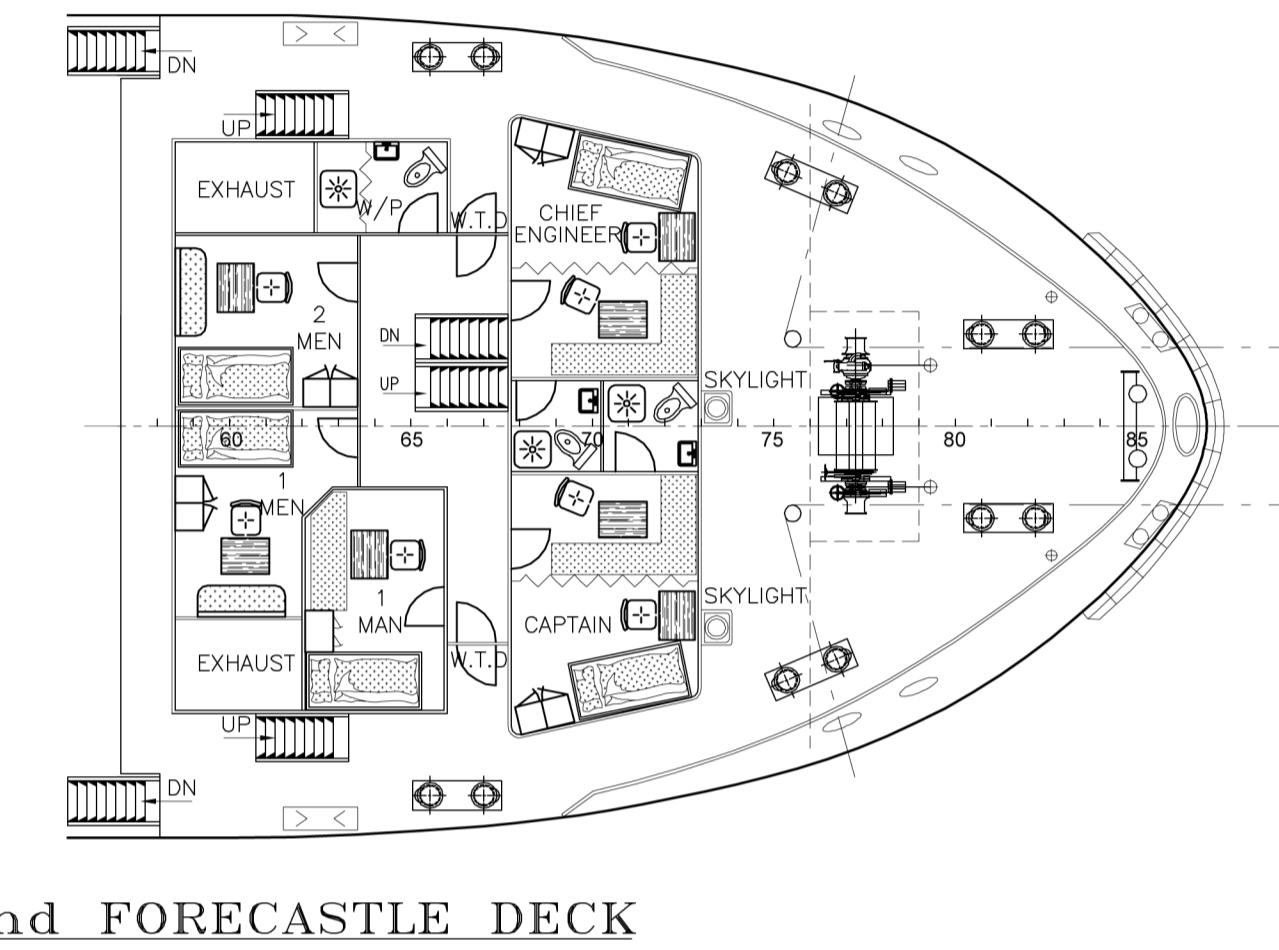 DN
UP
EXHAUST
W/P
W.T.D
CHIEF
ENGINEER
2
MEN
DN
UP
SKYLIGHT
60
65
70
75
80
85
1
MEN
1
MAN
SKYLIGHT
CAPTAIN
EXHAUST
W.T.D
UP
DN
nd FORECASTLE DECK